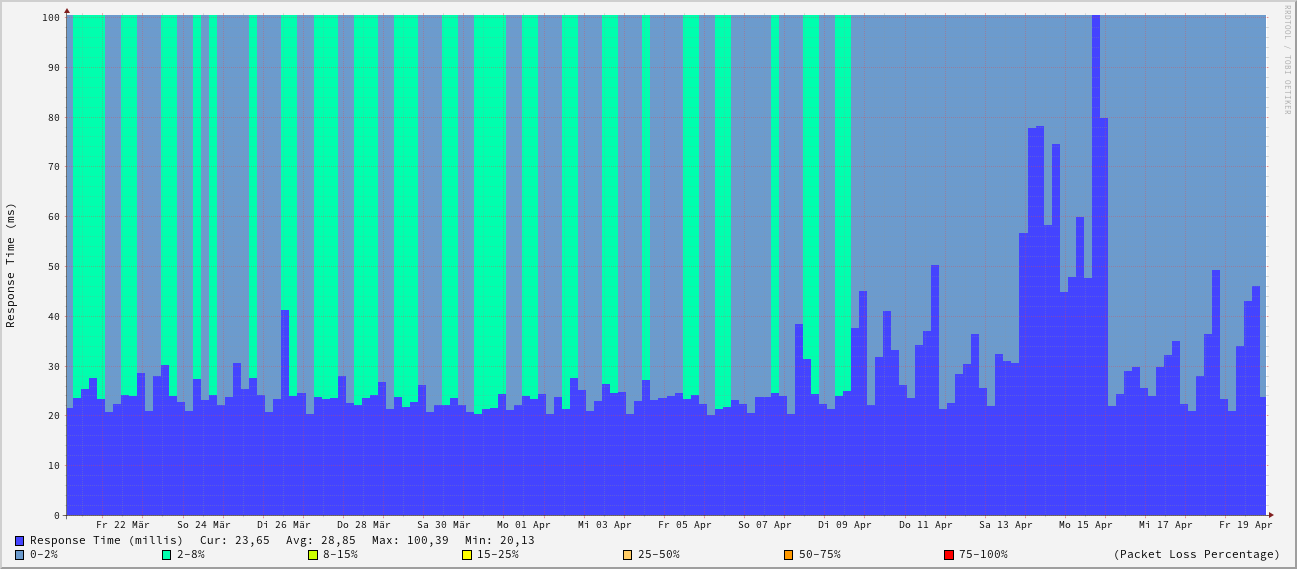 RRDTOOL / TOBI OETIKER
Response Time (ms)
100
90
80
70
60
50
40
30
20
10
0
Fr 22 Mär So 24 Mär Di 26 Mär Do 28 Mär Sa 30 Mär Mo 01 Apr Mi 03 Apr Fr 05 Apr So 07 Apr Di 09 Apr Do 11 Apr Sa 13 Apr Mo 15 Apr Mi 17 Apr Fr 19 Apr
Response Time (millis) Cur: 23,65 Avg: 28,85 Max: 100,39 Min: 20,13
0-2% 2-8% 8-15% 15-25% 25-50% 50-75% 75-100% (Packet Loss Percentage)